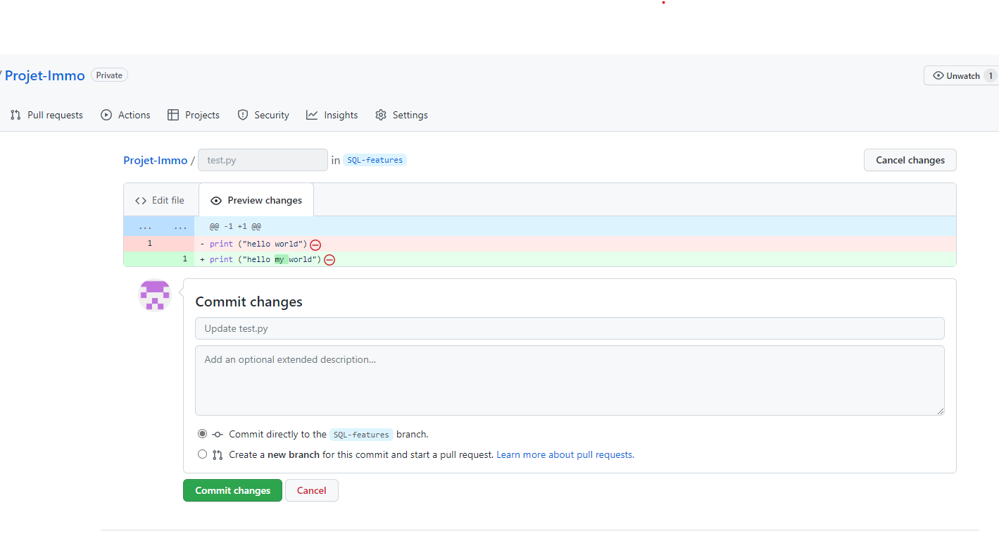 / Projet-Immo Private
Unwatch 1
Pull requests Actions Projects Security Insights Settings
Projet-Immo / test.py in SQL-features Cancel changes
<> Edit file Preview changes
... ... @@ -1 +1 @@
1 - print ("hello world")
1 + print ("hello my world")
Commit changes
Update test.py
Add an optional extended description...
Commit directly to the SQL-features branch.
Create a new branch for this commit and start a pull request. Learn more about pull requests.
Commit changes Cancel